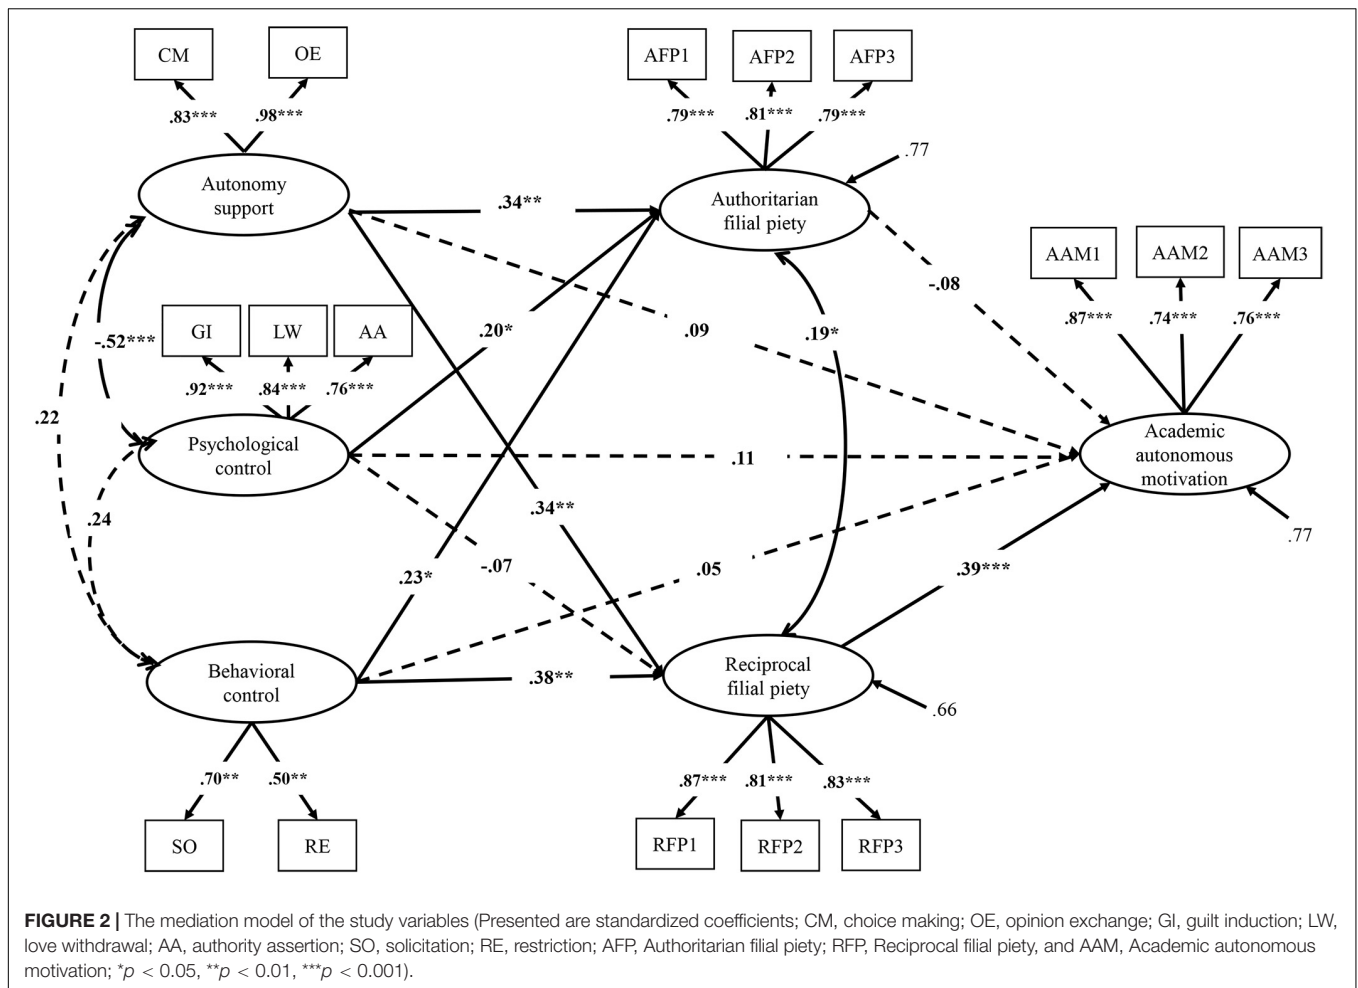 CM
OE
AFP1
AFP2
AFP3
.83***
.98***
.79***
.81***
.79***
.77
Autonomy
support
.34**
Authoritarian
filial piety
AAM1
AAM2
AAM3
-.08
.87***
.74***
.76***
GI
LW
AA
-.52***
.20*
.09
.19*
.92***
.84***
.76***
.22
Psychological
control
.11
Academic
autonomous
motivation
.24
.34**
.77
.23*
-.07
.05
.39***
Behavioral
control
.38**
Reciprocal
filial piety
.66
.70**
.50**
.87***
.81***
.83***
SO
RE
RFP1
RFP2
RFP3
FIGURE 2 | The mediation model of the study variables (Presented are standardized coefficients; CM, choice making; OE, opinion exchange; GI, guilt induction; LW,
love withdrawal; AA, authority assertion; SO, solicitation; RE, restriction; AFP, Authoritarian filial piety; RFP, Reciprocal filial piety, and AAM, Academic autonomous
motivation; *p < 0.05, **p < 0.01, ***p < 0.001).